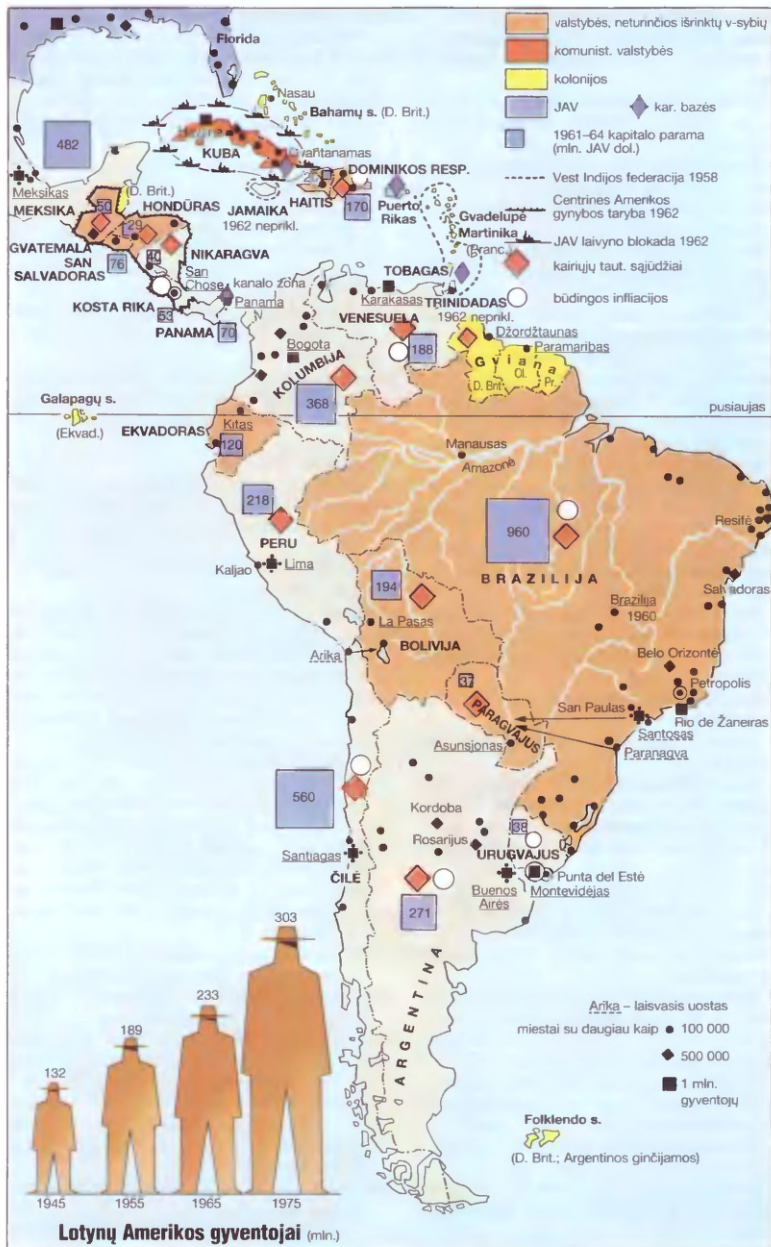 valstybės, neturinčios išrinktų v-sybių
komunist. valstybės
kolonijos
JAV
kar. bazės
1961–64 kapitalo parama
(mln. JAV dol.)
Vest Indijos federacija 1958
Centrinės Amerikos
gynybos taryba 1962
JAV laivyno blokada 1962
kairiųjų taut. sąjūdžiai
būdingos infliacijos
Florida
Nasau
Bahamų s. (D. Brit.)
482
KUBA
Gvantanamas
Meksikas
(D. Brit.)
MEKSIKA
50
HONDŪRAS
29
JAMAIKA
1962 neprikl.
HAITIS
DOMINIKOS RESP.
170
Puerto
Rikas
Gvadelupė
Martinika
(Pranc.)
GVATEMALA
SAN
SALVADORAS
76
40
NIKARAGVA
San
Chose
KOSTA RIKA
53
kanalo zona
Panama
PANAMA
70
TOBAGAS
TRINIDADAS
1962 neprikl.
Karakasas
VENESUELA
188
Džordžtaunas
Paramaribas
Gviana
D. Brit.
Ol.
Pr.
Bogota
KOLUMBIJA
368
Galapagų s.
(Ekvad.)
pusiaujas
EKVADORAS
Kitas
120
Manausas
Amazonė
218
PERU
Kaljao
Lima
960
BRAZILIJA
Resifė
Salvadoras
Brazilija
1960
194
La Pasas
BOLIVIJA
Arika
Belo Orizontė
Petropolis
37
PARAGVAJUS
San Paulas
Rio de Žaneiras
Santosas
Asunsjonas
Paranagva
560
Kordoba
Rosarijus
38
URUGVAJUS
Santiagas
ČILĖ
Buenos
Airės
Punta del Estė
Montevidėjas
271
ARGENTINA
Arika – laisvasis uostas
miestai su daugiau kaip
100 000
500 000
1 mln.
gyventojų
Folklendo s.
(D. Brit.; Argentinos ginčijamos)
132
189
233
303
1945
1955
1965
1975
Lotynų Amerikos gyventojai (mln.)